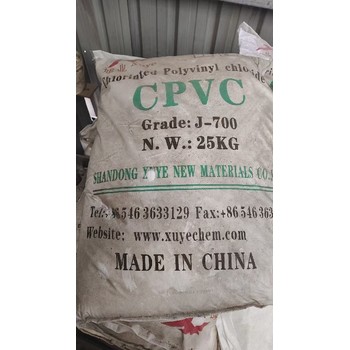 Chlorinated Polyvinyl chloride
CPVC
Grade: J-700
N. W.: 25KG
SHANDONG XUYE NEW MATERIALS CO.
Tel:+86 546 3633129 Fax:+86 546 363
Website: www.xuyechem.com
MADE IN CHINA